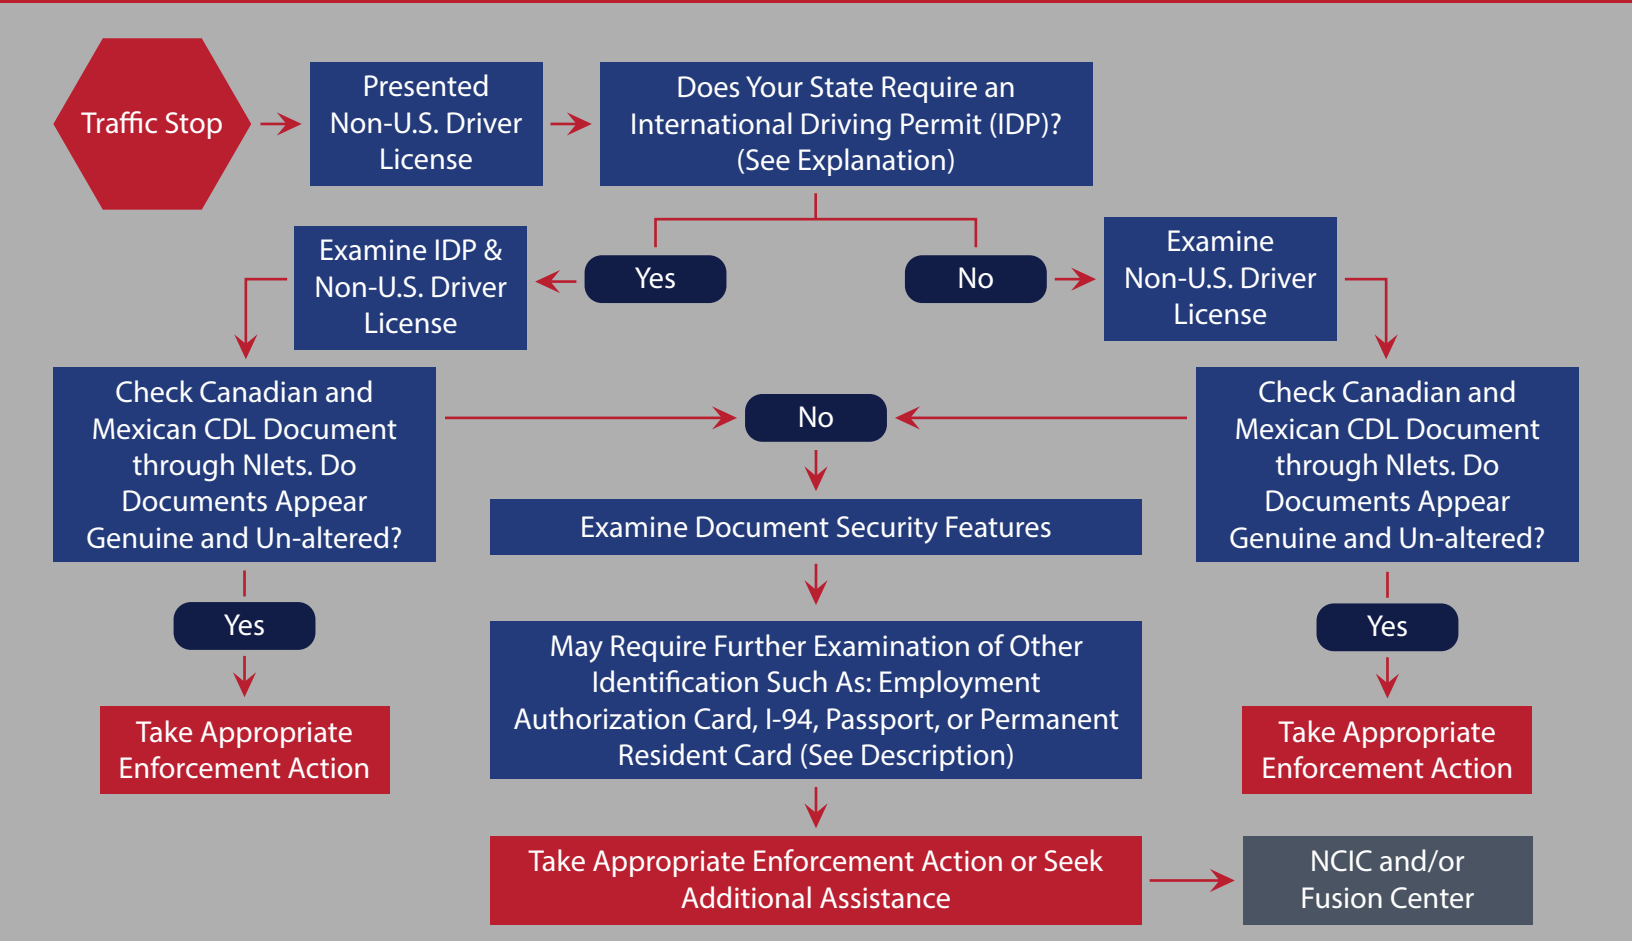 Traffic Stop
Presented
Non-U.S. Driver
License
Does Your State Require an
International Driving Permit (IDP)?
(See Explanation)
Yes
No
Examine IDP &
Non-U.S. Driver
License
Examine
Non-U.S. Driver
License
Check Canadian and
Mexican CDL Document
through Nlets. Do
Documents Appear
Genuine and Un-altered?
No
Check Canadian and
Mexican CDL Document
through Nlets. Do
Documents Appear
Genuine and Un-altered?
Examine Document Security Features
Yes
Yes
May Require Further Examination of Other
Identification Such As: Employment
Authorization Card, I-94, Passport, or Permanent
Resident Card (See Description)
Take Appropriate
Enforcement Action
Take Appropriate
Enforcement Action
Take Appropriate Enforcement Action or Seek
Additional Assistance
NCIC and/or
Fusion Center